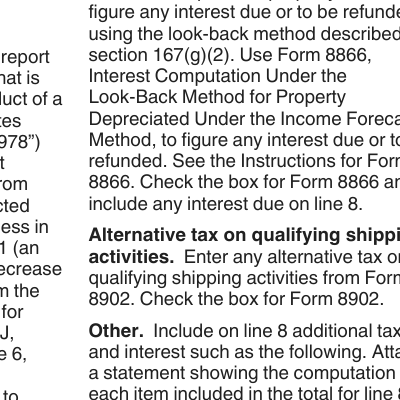 report
hat is
duct of a
tes
978”)
t
rom
cted
ess in
1 (an
ecrease
m the
for
J,
e 6,
to
figure any interest due or to be refunde
using the look-back method described
section 167(g)(2). Use Form 8866,
Interest Computation Under the
Look-Back Method for Property
Depreciated Under the Income Foreca
Method, to figure any interest due or to
refunded. See the Instructions for For
8866. Check the box for Form 8866 an
include any interest due on line 8.
Alternative tax on qualifying shippi
activities. Enter any alternative tax o
qualifying shipping activities from For
8902. Check the box for Form 8902.
Other. Include on line 8 additional tax
and interest such as the following. Atta
a statement showing the computation
each item included in the total for line 8